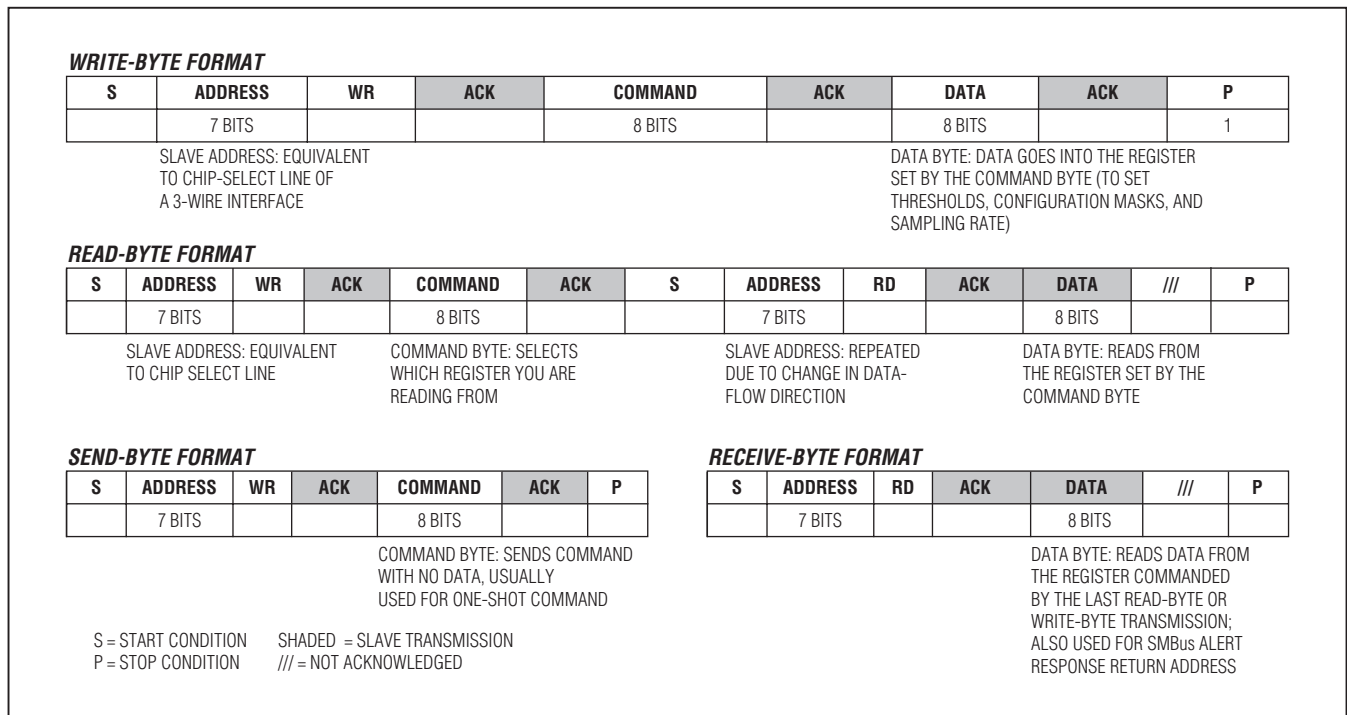 WRITE-BYTE FORMAT
S ADDRESS WR ACK COMMAND ACK DATA ACK P
7 BITS 8 BITS 8 BITS 1
SLAVE ADDRESS: EQUIVALENT
TO CHIP-SELECT LINE OF
A 3-WIRE INTERFACE
DATA BYTE: DATA GOES INTO THE REGISTER
SET BY THE COMMAND BYTE (TO SET
THRESHOLDS, CONFIGURATION MASKS, AND
SAMPLING RATE)
READ-BYTE FORMAT
S ADDRESS WR ACK COMMAND ACK S ADDRESS RD ACK DATA /// P
7 BITS 8 BITS 7 BITS 8 BITS
SLAVE ADDRESS: EQUIVALENT
TO CHIP SELECT LINE
COMMAND BYTE: SELECTS
WHICH REGISTER YOU ARE
READING FROM
SLAVE ADDRESS: REPEATED
DUE TO CHANGE IN DATA-
FLOW DIRECTION
DATA BYTE: READS FROM
THE REGISTER SET BY THE
COMMAND BYTE
SEND-BYTE FORMAT
S ADDRESS WR ACK COMMAND ACK P
7 BITS 8 BITS
COMMAND BYTE: SENDS COMMAND
WITH NO DATA, USUALLY
USED FOR ONE-SHOT COMMAND
RECEIVE-BYTE FORMAT
S ADDRESS RD ACK DATA /// P
7 BITS 8 BITS
DATA BYTE: READS DATA FROM
THE REGISTER COMMANDED
BY THE LAST READ-BYTE OR
WRITE-BYTE TRANSMISSION;
ALSO USED FOR SMBus ALERT
RESPONSE RETURN ADDRESS
S = START CONDITION SHADED = SLAVE TRANSMISSION
P = STOP CONDITION /// = NOT ACKNOWLEDGED